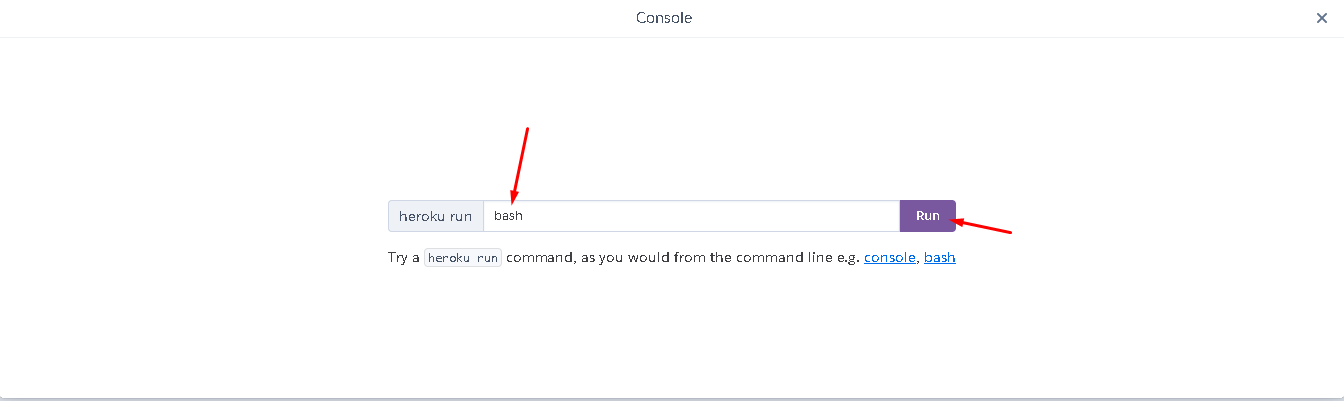 Console
heroku run bash Run
Try a heroku run command, as you would from the command line e.g. console, bash